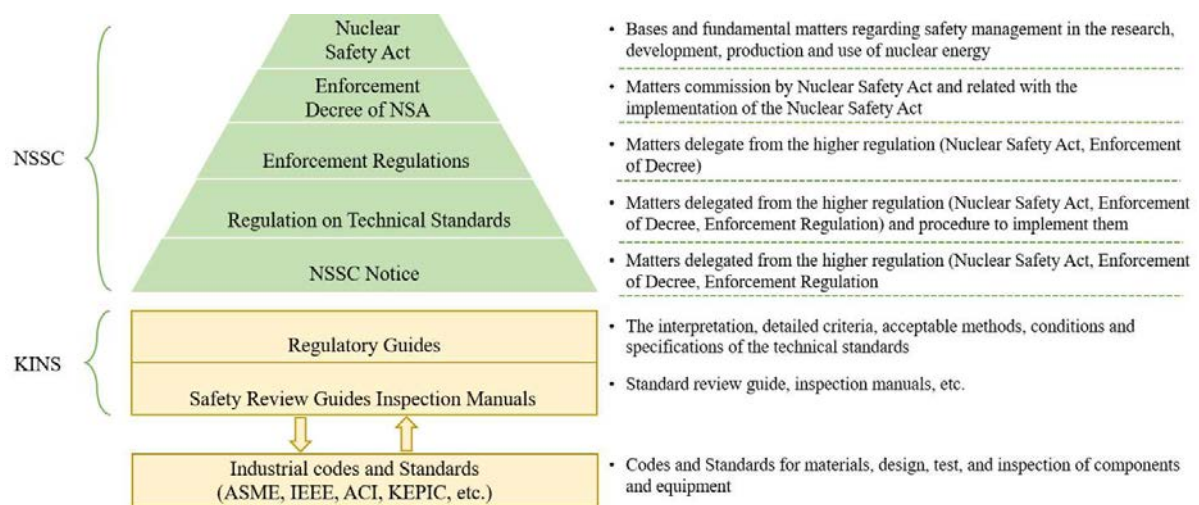 NSSC
Nuclear
Safety Act
• Bases and fundamental matters regarding safety management in the research,
development, production and use of nuclear energy
Enforcement
Decree of NSA
• Matters commission by Nuclear Safety Act and related with the
implementation of the Nuclear Safety Act
Enforcement Regulations
• Matters delegate from the higher regulation (Nuclear Safety Act, Enforcement
of Decree)
Regulation on Technical Standards
• Matters delegated from the higher regulation (Nuclear Safety Act, Enforcement
of Decree, Enforcement Regulation) and procedure to implement them
NSSC Notice
• Matters delegated from the higher regulation (Nuclear Safety Act, Enforcement
of Decree, Enforcement Regulation
KINS
Regulatory Guides
• The interpretation, detailed criteria, acceptable methods, conditions and
specifications of the technical standards
Safety Review Guides Inspection Manuals
• Standard review guide, inspection manuals, etc.
Industrial codes and Standards
(ASME, IEEE, ACI, KEPIC, etc.)
• Codes and Standards for materials, design, test, and inspection of components
and equipment